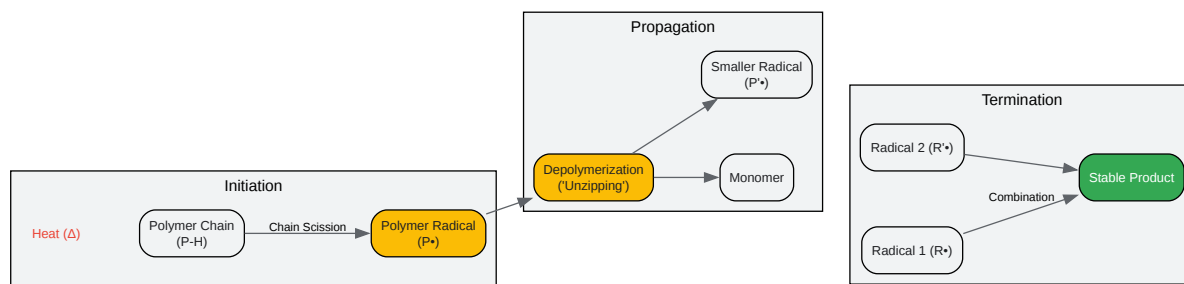 Initiation
Heat (Δ)
Polymer Chain
(P-H)
Chain Scission
Polymer Radical
(P•)
Propagation
Smaller Radical
(P'•)
Depolymerization
('Unzipping')
Monomer
Termination
Radical 2 (R'•)
Stable Product
Combination
Radical 1 (R•)